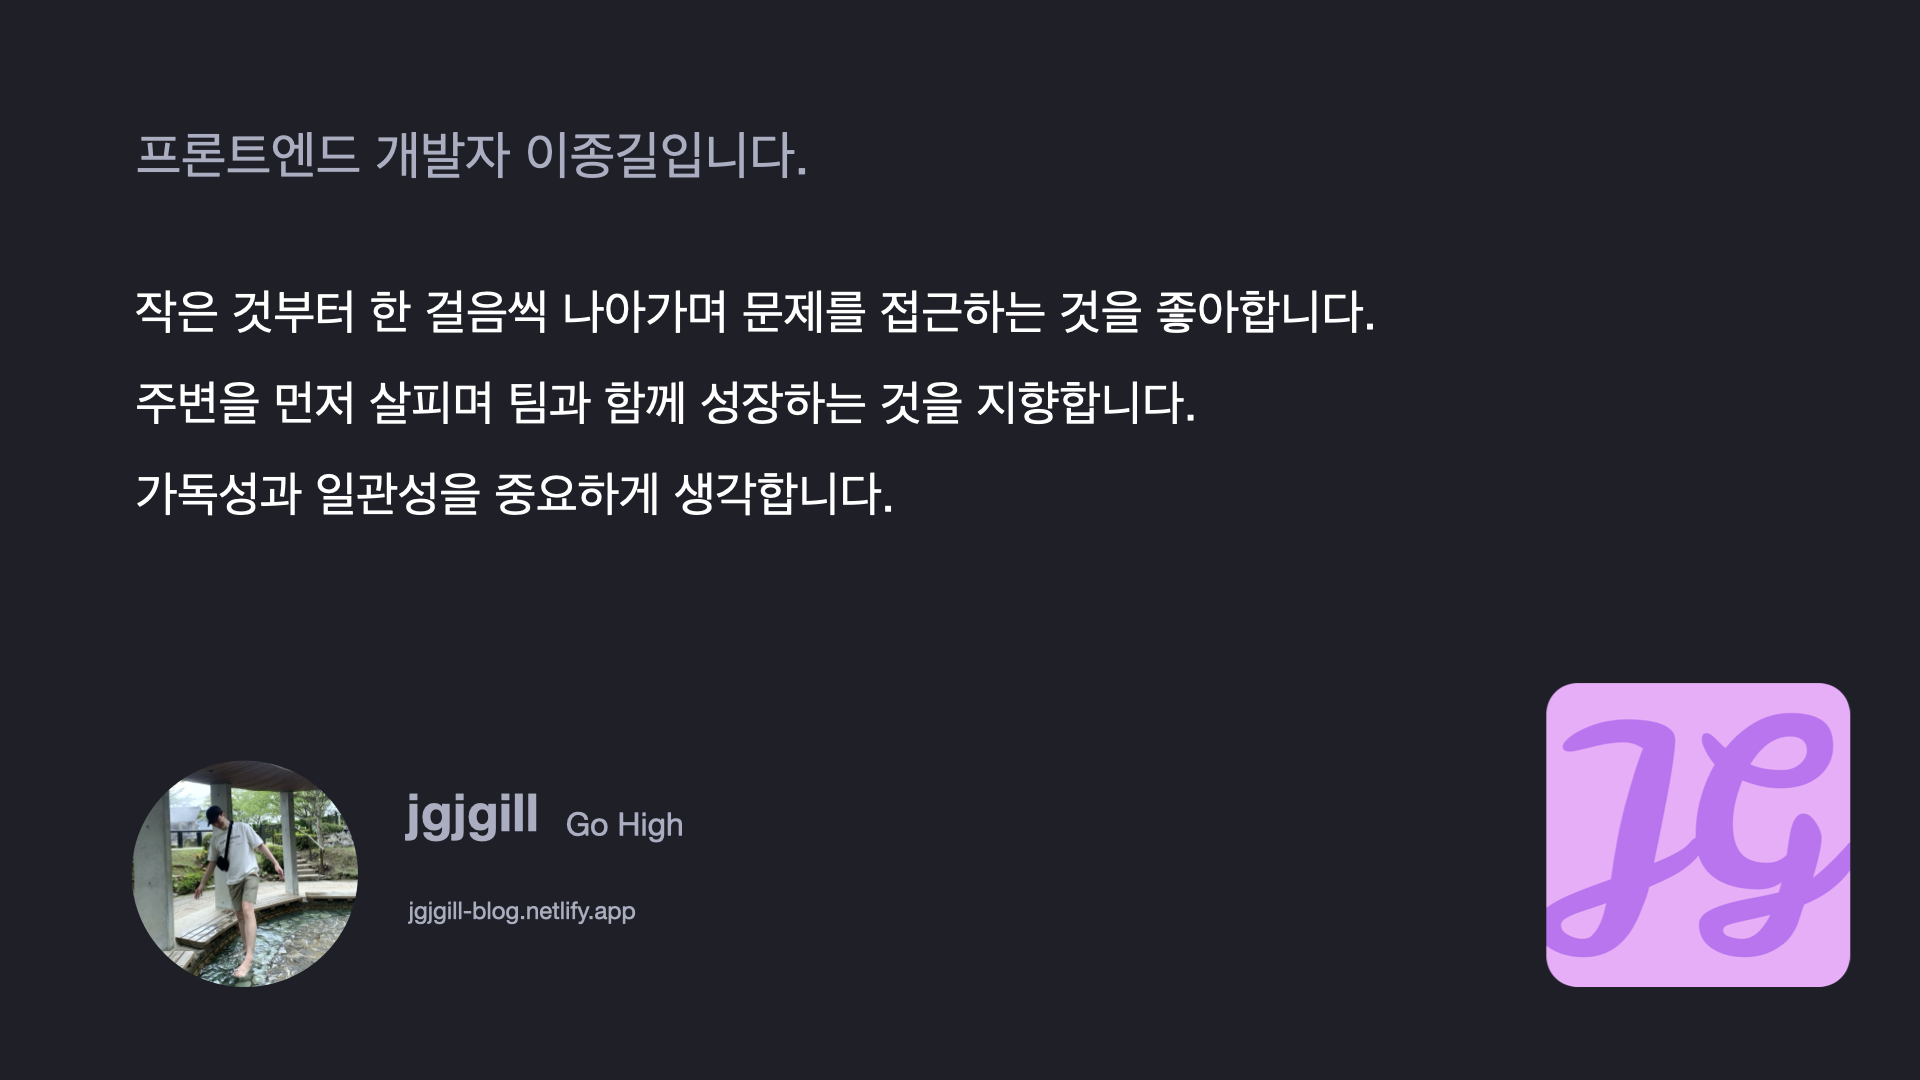 프론트엔드 개발자 이종길입니다.
작은 것부터 한 걸음씩 나아가며 문제를 접근하는 것을 좋아합니다.
주변을 먼저 살피며 팀과 함께 성장하는 것을 지향합니다.
가독성과 일관성을 중요하게 생각합니다.
jgjgill Go High
jgjgill-blog.netlify.app
JG